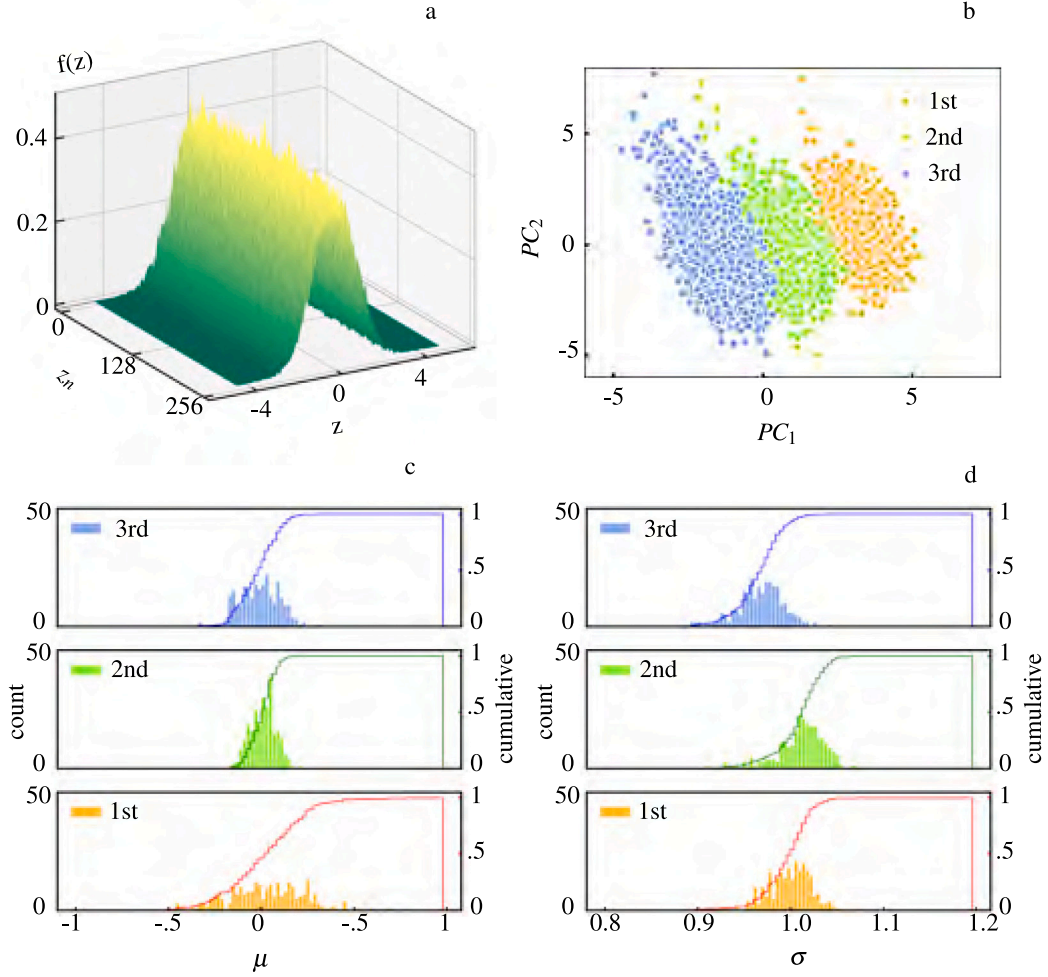 a
f(z)
0.4
0.2
0
0
128
256
zₙ
-4
0
4
z
b
1st
2nd
3rd
5
0
-5
PC₂
-5
0
5
PC₁
c
50
3rd
1
.5
0
0
50
2nd
1
.5
0
0
count
cumulative
50
1st
1
.5
0
0
-1
-.5
0
-.5
1
μ
d
50
3rd
1
.5
0
0
50
2nd
1
.5
0
0
count
cumulative
50
1st
1
.5
0
0
0.8
0.9
1.0
1.1
1.2
σ